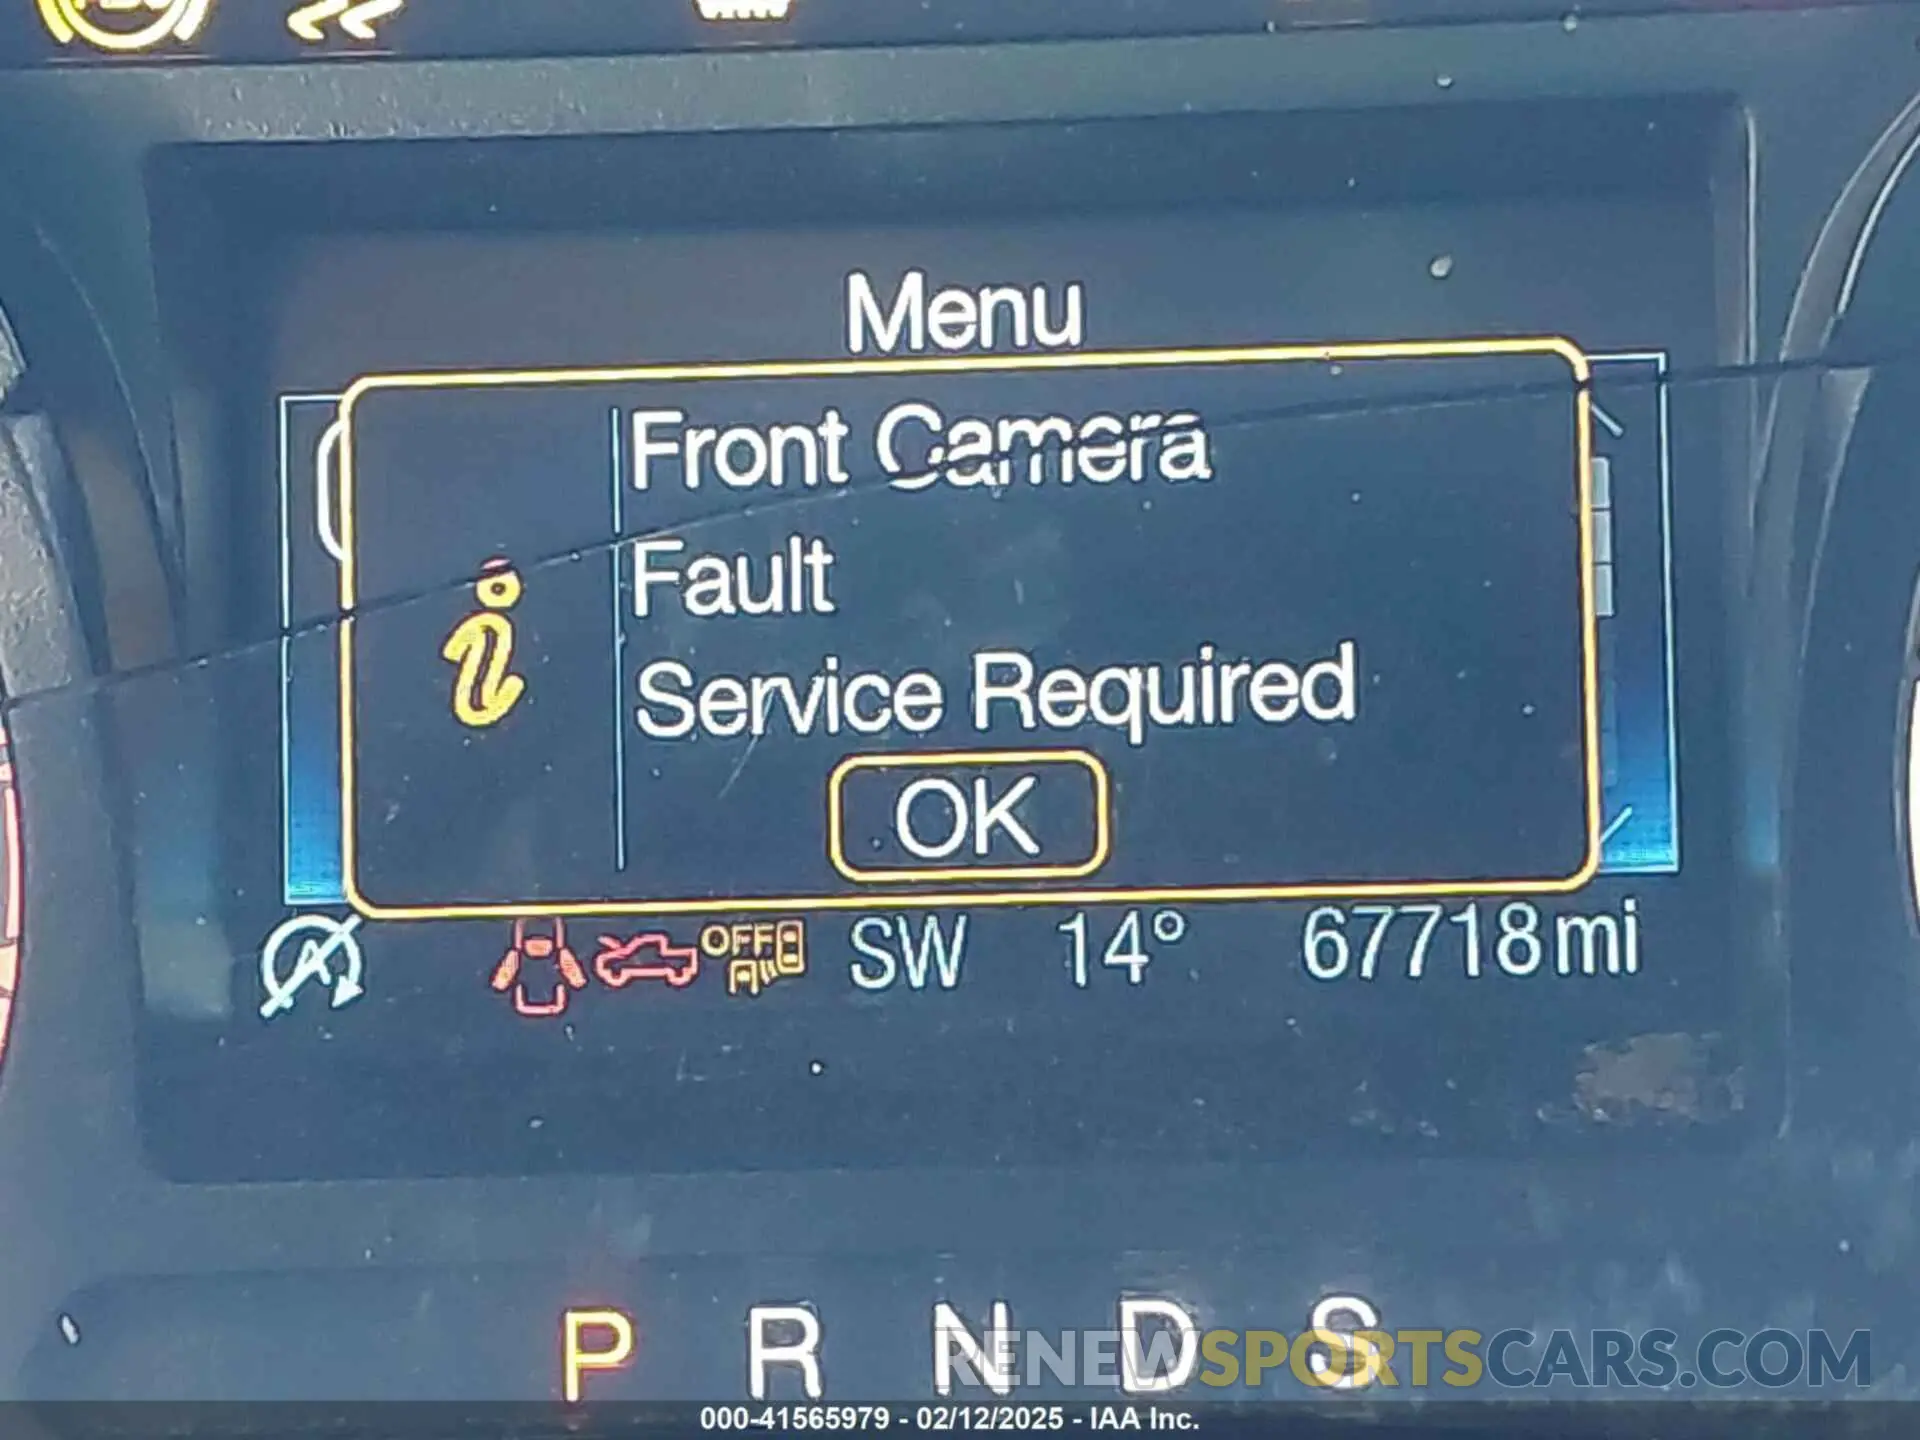 Menu
Front Camera
Fault
Service Required
OK
OFF
SW 14° 67718mi
P R N D S
RENEWSPORTSCARS.COM
000-41565979 - 02/12/2025 - IAA Inc.